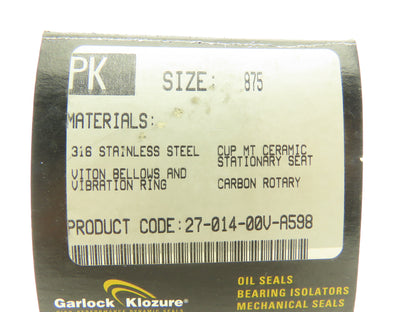 PK SIZE: 875
MATERIALS:
316 STAINLESS STEEL CUP MT CERAMIC
STATIONARY SEAT
VITON BELLOWS AND
VIBRATION RING CARBON ROTARY
PRODUCT CODE: 27-014-00V-A598
OIL SEALS
BEARING ISOLATORS
Garlock Klozure® MECHANICAL SEALS